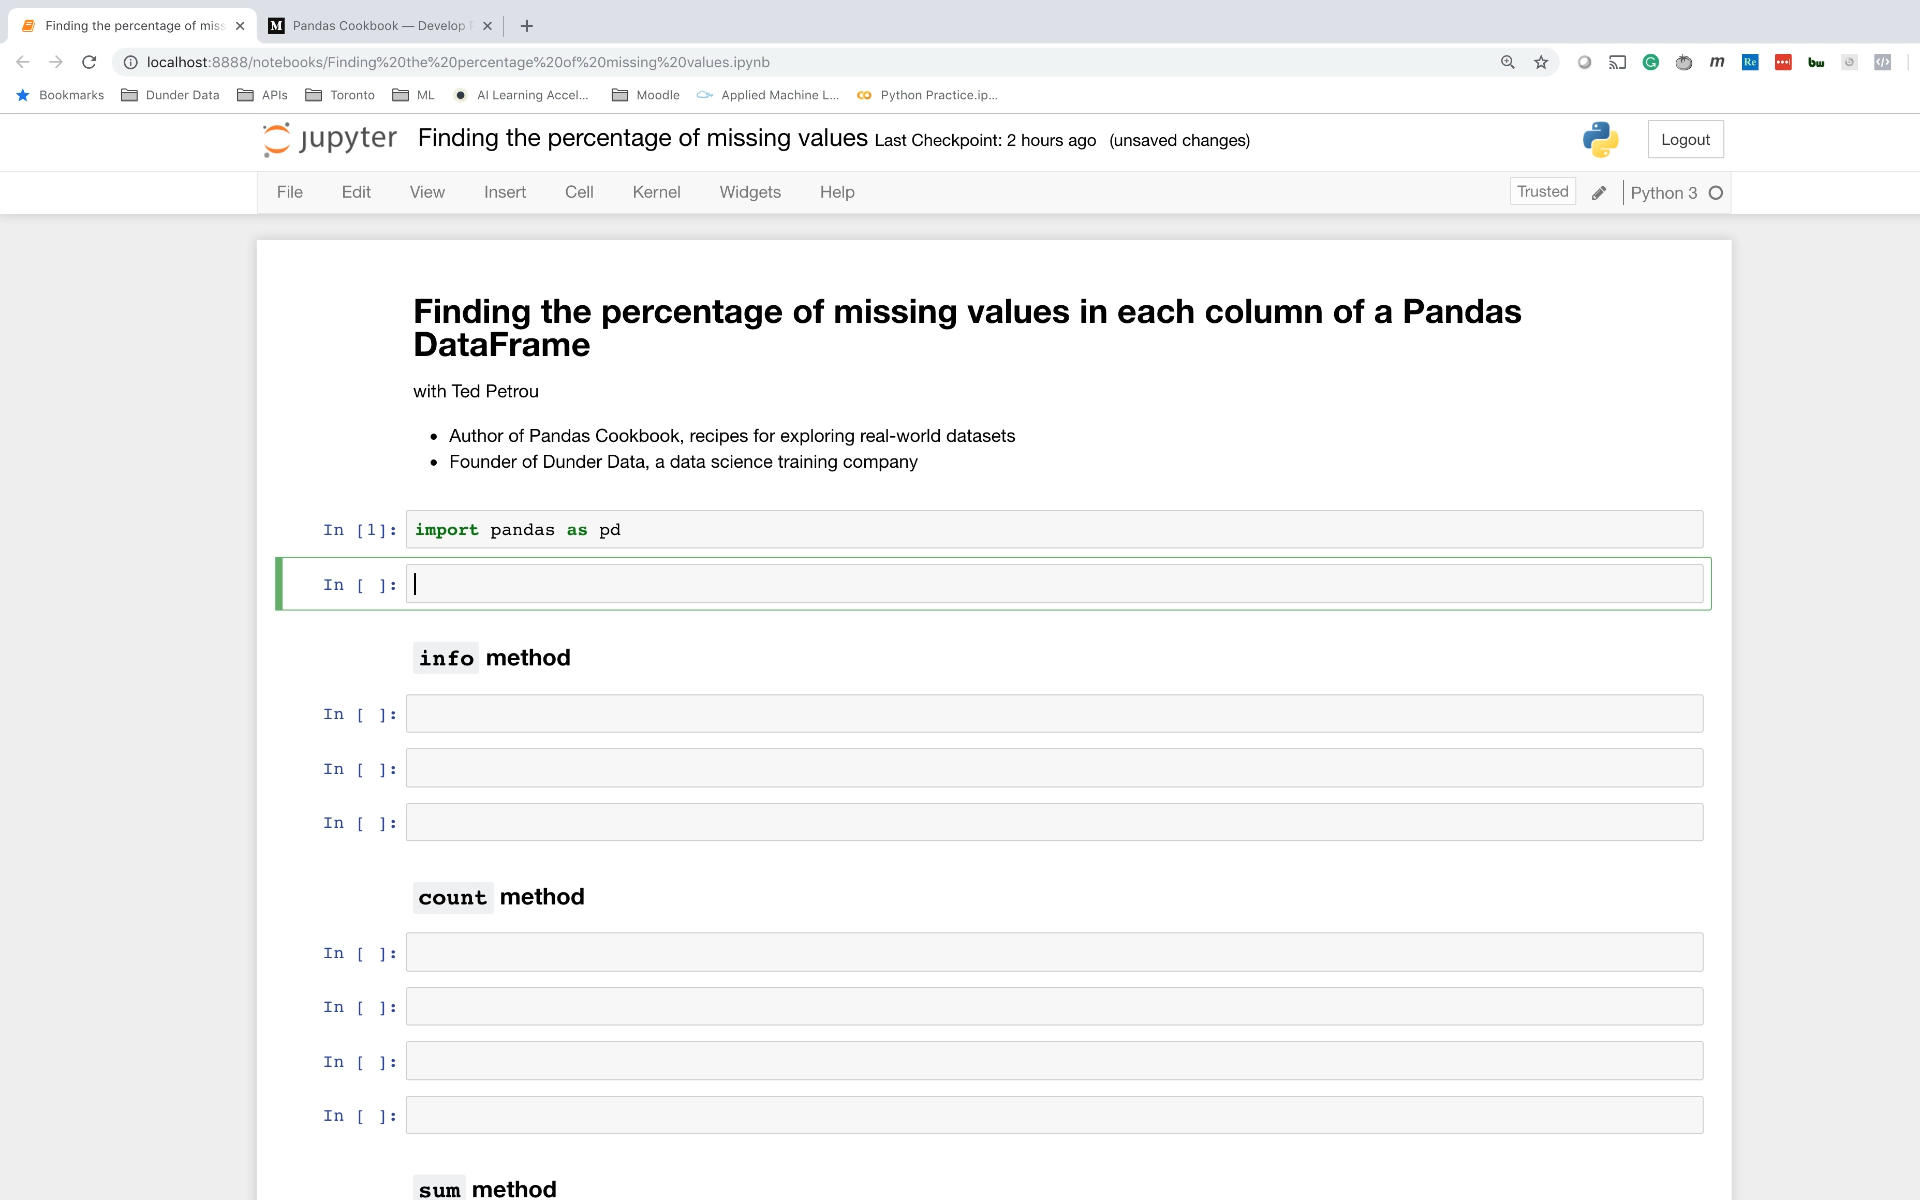 Finding the percentage of miss
Pandas Cookbook — Develop
localhost:8888/notebooks/Finding%20the%20percentage%20of%20missing%20values.ipynb
Bookmarks Dunder Data APIs Toronto ML AI Learning Accel... Moodle Applied Machine L... Python Practice.ip...
jupyter Finding the percentage of missing values Last Checkpoint: 2 hours ago (unsaved changes) Logout
File Edit View Insert Cell Kernel Widgets Help Trusted Python 3
Finding the percentage of missing values in each column of a Pandas
DataFrame
with Ted Petrou
• Author of Pandas Cookbook, recipes for exploring real-world datasets
• Founder of Dunder Data, a data science training company
In [1]: import pandas as pd
In [ ]:
info method
In [ ]:
In [ ]:
In [ ]:
count method
In [ ]:
In [ ]:
In [ ]:
In [ ]:
sum method